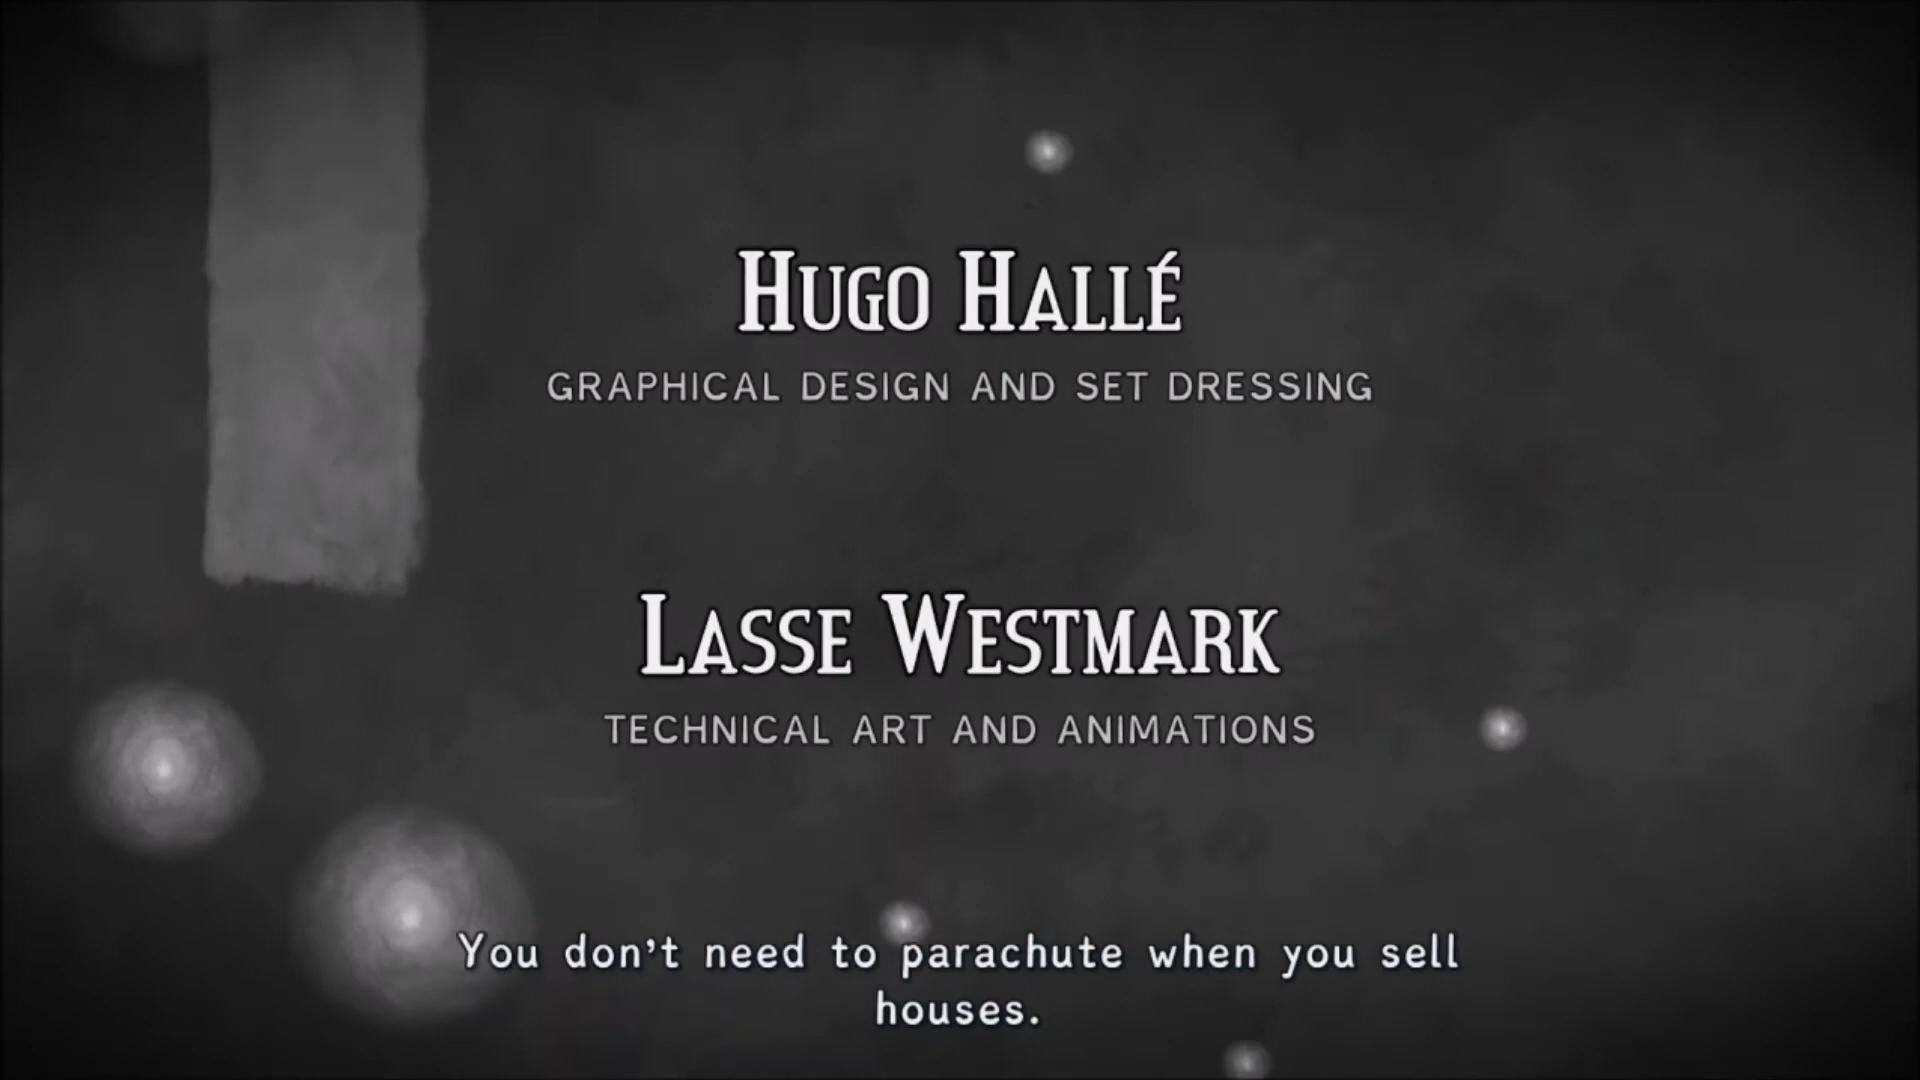 Hugo Hallé
GRAPHICAL DESIGN AND SET DRESSING
Lasse Westmark
TECHNICAL ART AND ANIMATIONS
You don't need to parachute when you sell
houses.